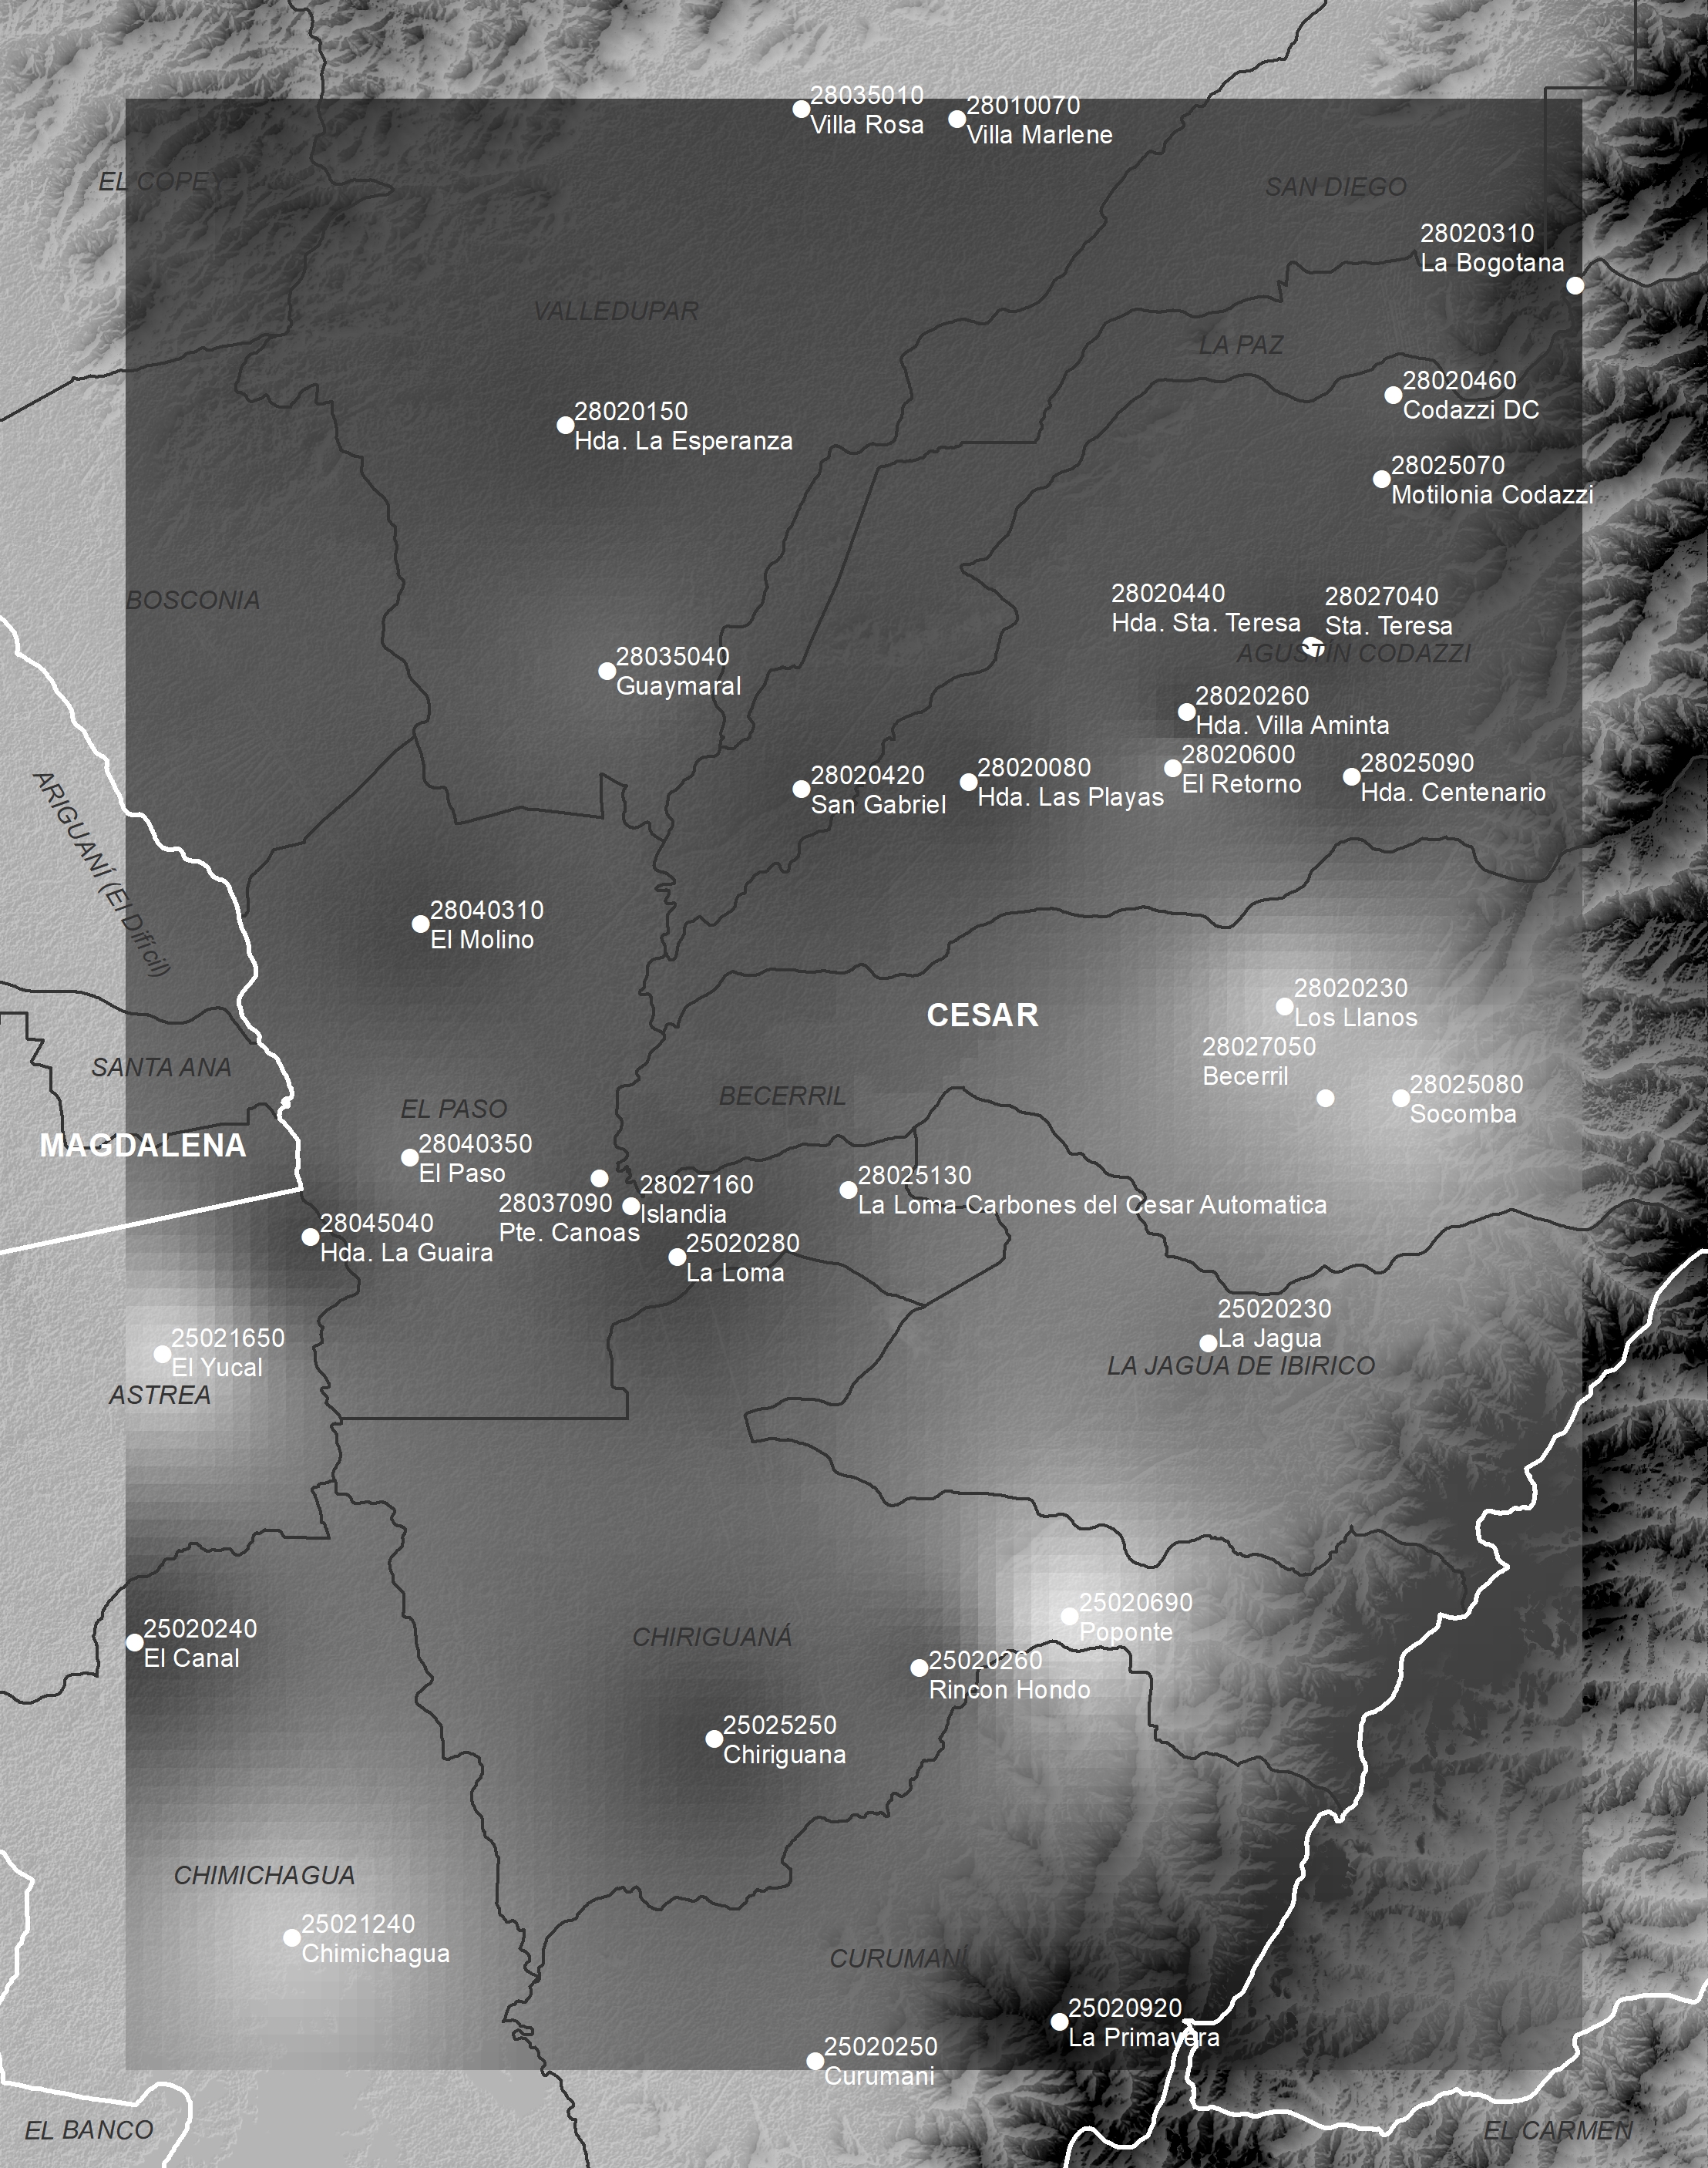 28035010
Villa Rosa
28010070
Villa Marlene
EL COPEY
SAN DIEGO
28020310
La Bogotana
VALLEDUPAR
LA PAZ
28020460
Codazzi DC
28020150
Hda. La Esperanza
28025070
Motilonia Codazzi
BOSCONIA
28020440
Hda. Sta. Teresa
28027040
Sta. Teresa
AGUSTÍN CODAZZI
28035040
Guaymaral
28020260
Hda. Villa Aminta
28020420
San Gabriel
28020080
Hda. Las Playas
28020600
El Retorno
28025090
Hda. Centenario
ARIGUANÍ (El Difícil)
28040310
El Molino
CESAR
28020230
Los Llanos
SANTA ANA
28027050
Becerril
28025080
Socomba
BECERRIL
EL PASO
MAGDALENA
28040350
El Paso
28037090
Pte. Canoas
28027160
Islandia
28025130
La Loma Carbones del Cesar Automatica
28045040
Hda. La Guaira
25020280
La Loma
25021650
El Yucal
ASTREA
25020230
La Jagua
LA JAGUA DE IBIRICO
25020240
El Canal
CHIRIGUANÁ
25020690
Poponte
25020260
Rincon Hondo
25025250
Chiriguana
CHIMICHAGUA
25021240
Chimichagua
CURUMANÍ
25020920
La Primavera
25020250
Curumani
EL BANCO
EL CARMEN